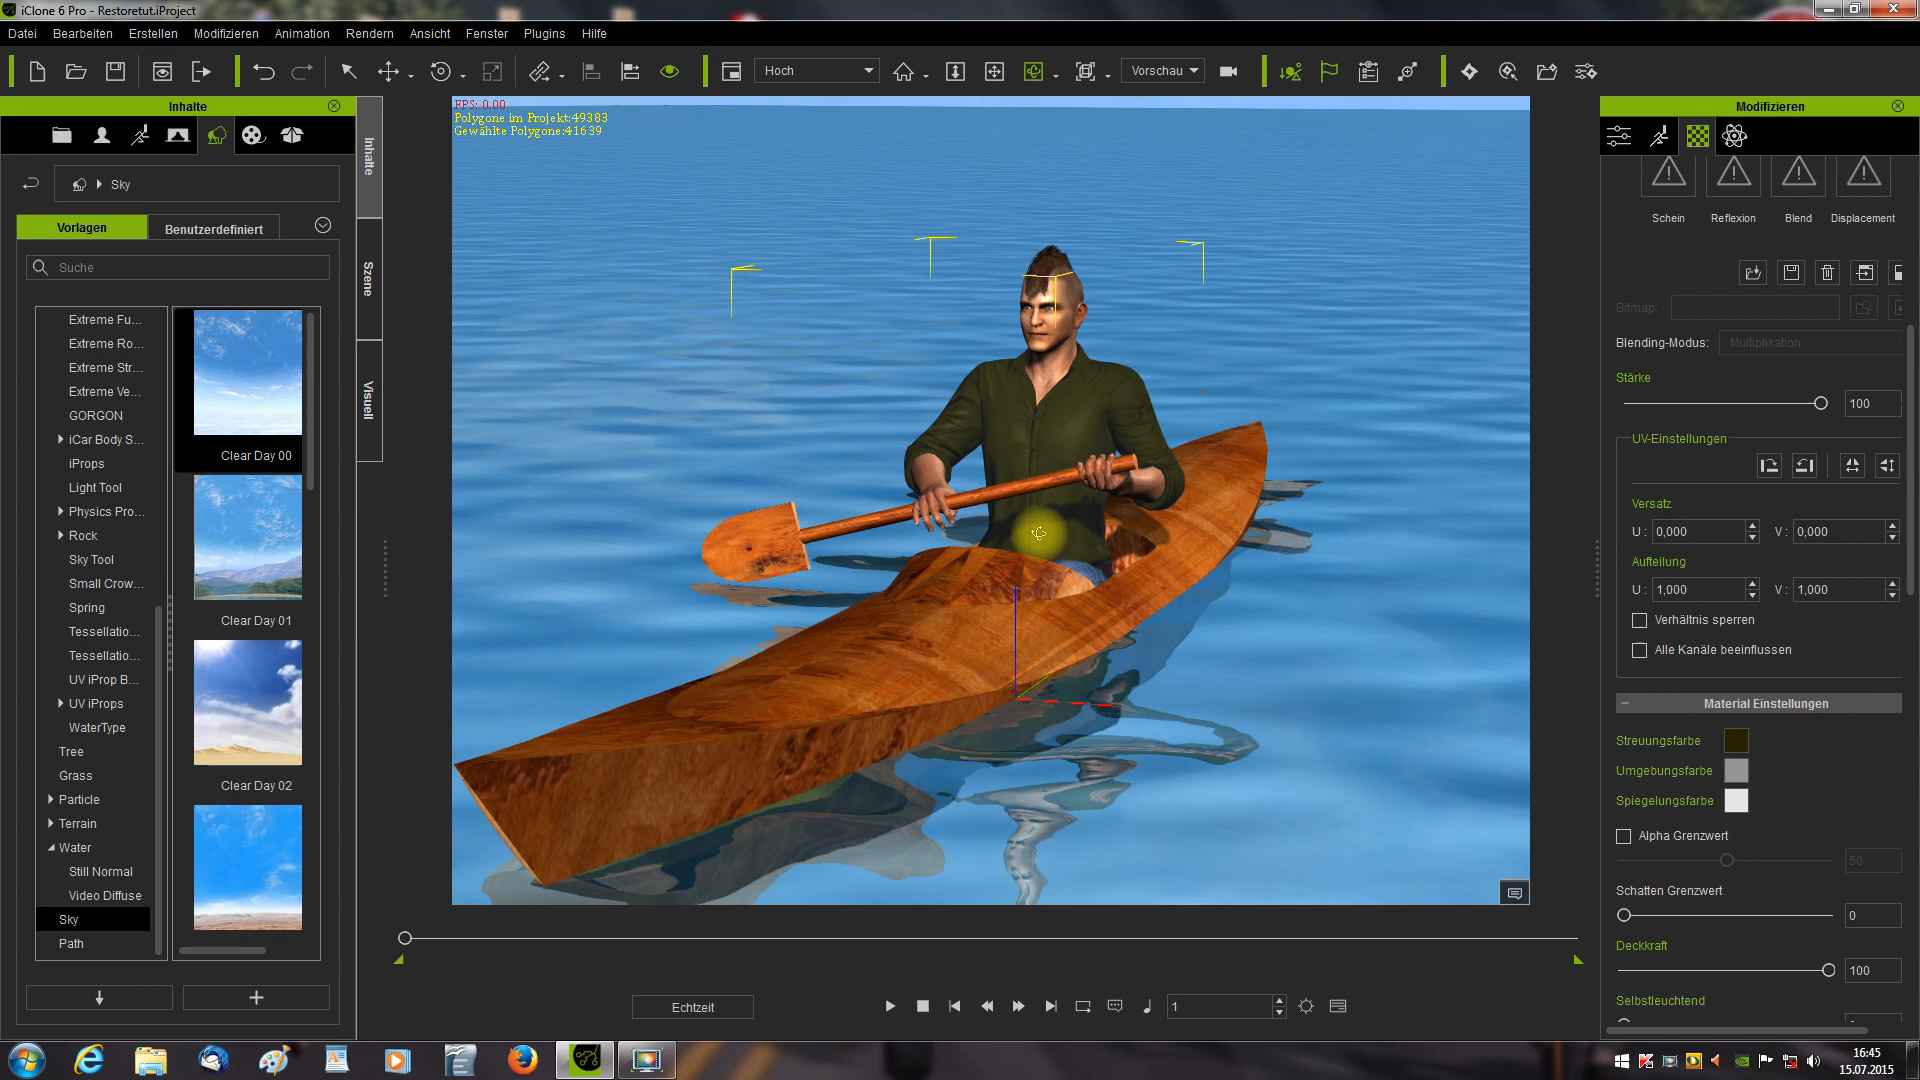 iClone 6 Pro - Restoretut.iProject
Datei Bearbeiten Erstellen Modifizieren Animation Rendern Ansicht Fenster Plugins Hilfe
Hoch
Vorschau
Inhalte
Sky
Vorlagen
Benutzerdefiniert
Suche
Extreme Fu...
Extreme Ro...
Extreme Str...
Extreme Ve...
GORGON
iCar Body S...
iProps
Light Tool
Physics Pro...
Rock
Sky Tool
Small Crow...
Spring
Tessellatio...
Tessellatio...
UV iProp B...
UV iProps
WaterType
Tree
Grass
Particle
Terrain
Water
Still Normal
Video Diffuse
Sky
Path
Clear Day 00
Clear Day 01
Clear Day 02
Inhalte
Szene
Visuell
FPS: 0.00
Polygone im Projekt:49383
Gewählte Polygone:41639
Echtzeit
1
Modifizieren
Schein Reflexion Blend Displacement
Bitmap:
Blending-Modus: Multiplikation
Stärke
100
UV-Einstellungen
Versatz
U : 0,000 V : 0,000
Aufteilung
U : 1,000 V : 1,000
Verhältnis sperren
Alle Kanäle beeinflussen
Material Einstellungen
Streuungsfarbe
Umgebungsfarbe
Spiegelungsfarbe
Alpha Grenzwert
50
Schatten Grenzwert
0
Deckkraft
100
Selbstleuchtend
16:45
15.07.2015